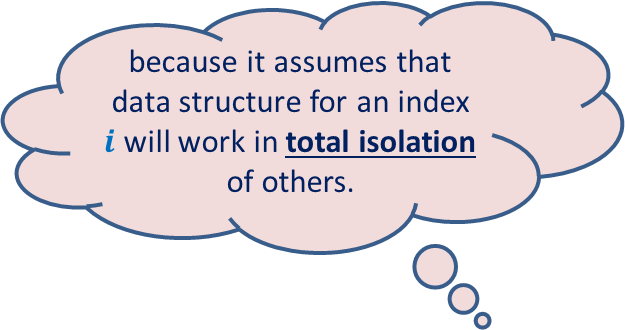 because it assumes that
data structure for an index
i will work in total isolation
of others.